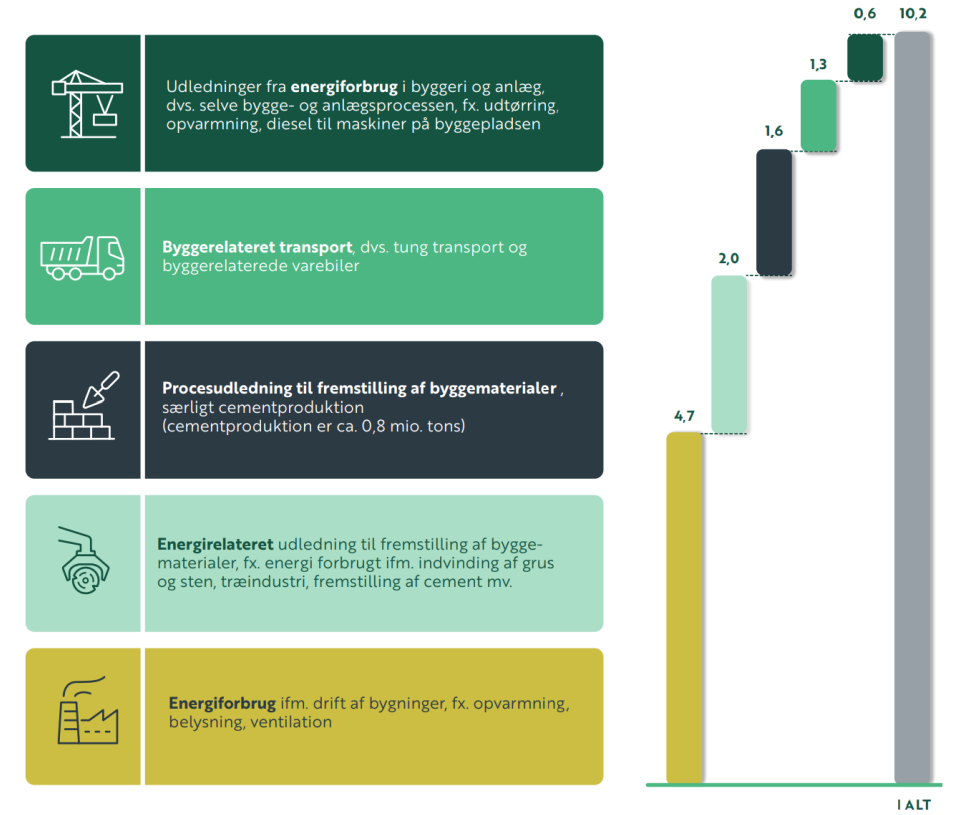 Udledninger fra energiforbrug i byggeri og anlæg,
dvs. selve bygge- og anlægsprocessen, fx. udtørring,
opvarmning, diesel til maskiner på byggepladsen
Byggerelateret transport, dvs. tung transport og
byggerelaterede varebiler
Procesudledning til fremstilling af byggematerialer ,
særligt cementproduktion
(cementproduktion er ca. 0,8 mio. tons)
Energirelateret udledning til fremstilling af bygge-
materialer, fx. energi forbrugt ifm. indvinding af grus
og sten, træindustri, fremstilling af cement mv.
Energiforbrug ifm. drift af bygninger, fx. opvarmning,
belysning, ventilation
4,7
2,0
1,6
1,3
0,6
10,2
I ALT